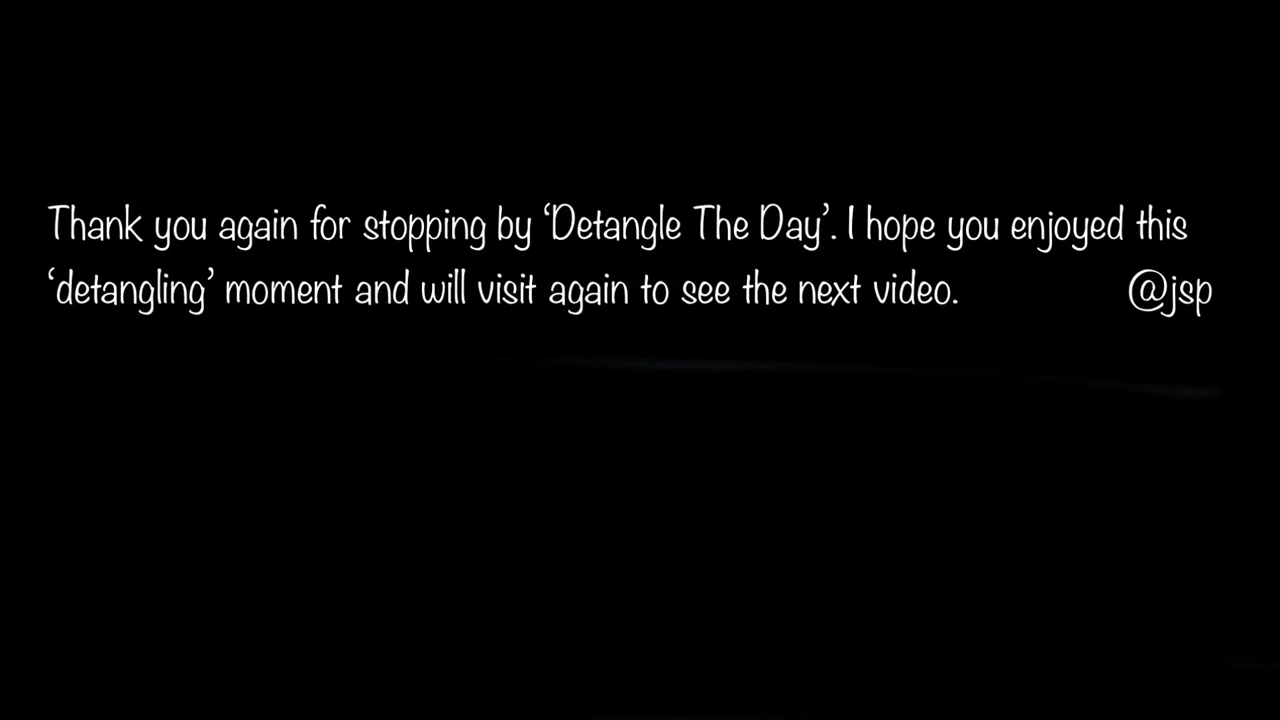 Thank you again for stopping by ‘Detangle The Day’. I hope you enjoyed this
‘detangling’ moment and will visit again to see the next video. @jsp